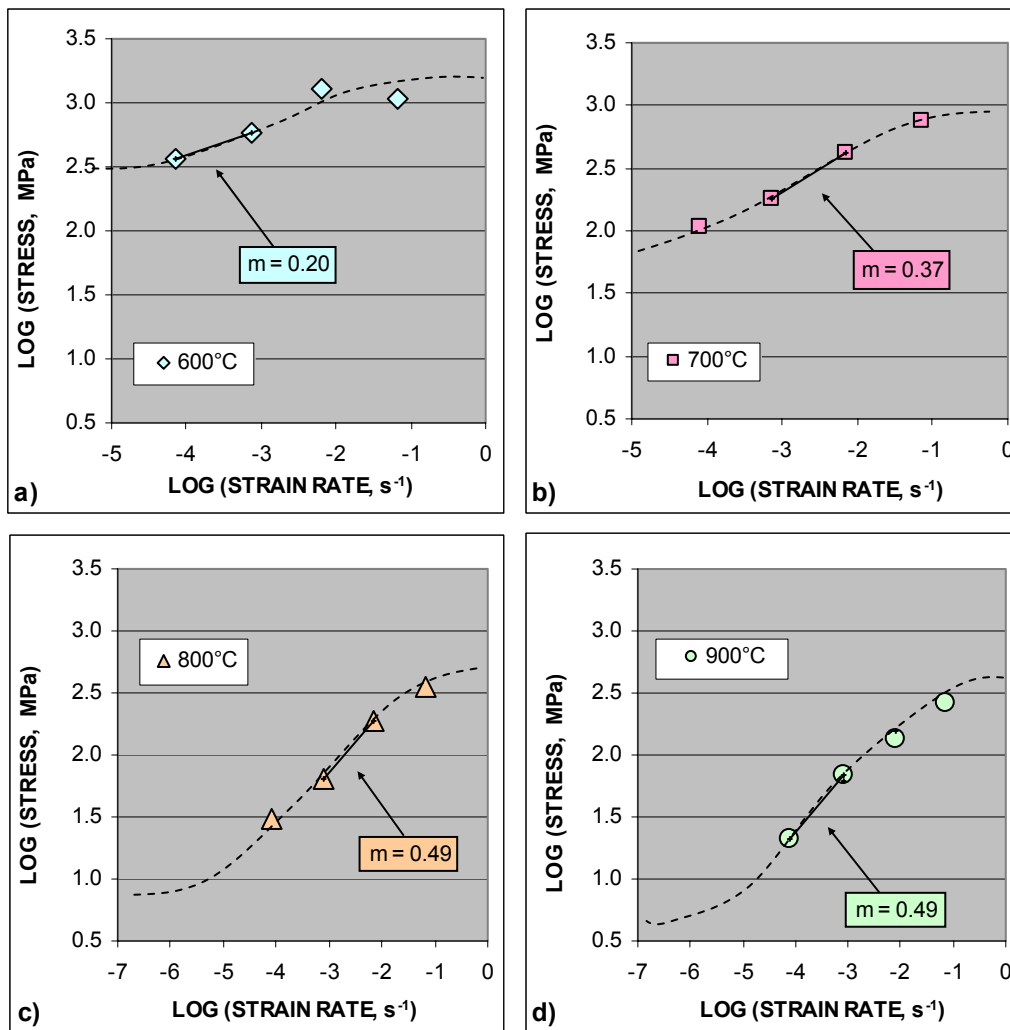 3.5
3.0
2.5
2.0
1.5
1.0
0.5
LOG (STRESS, MPa)
m = 0.20
600°C
-5 -4 -3 -2 -1 0
LOG (STRAIN RATE, s⁻¹)
a)
3.5
3.0
2.5
2.0
1.5
1.0
0.5
LOG (STRESS, MPa)
m = 0.37
700°C
-5 -4 -3 -2 -1 0
LOG (STRAIN RATE, s⁻¹)
b)
3.5
3.0
2.5
2.0
1.5
1.0
0.5
LOG (STRESS, MPa)
800°C
m = 0.49
-7 -6 -5 -4 -3 -2 -1 0
LOG (STRAIN RATE, s⁻¹)
c)
3.5
3.0
2.5
2.0
1.5
1.0
0.5
LOG (STRESS, MPa)
900°C
m = 0.49
-7 -6 -5 -4 -3 -2 -1 0
LOG (STRAIN RATE, s⁻¹)
d)